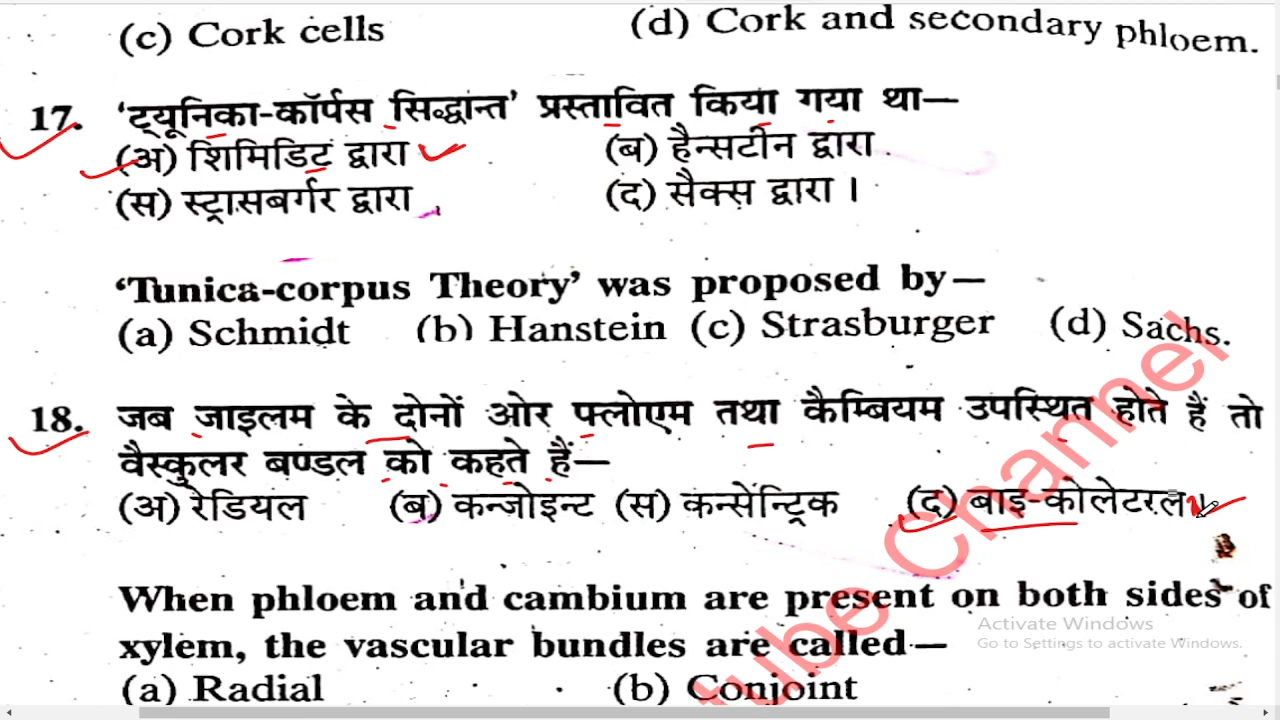 (c) Cork cells (d) Cork and secondary phloem.
17. 'ट्यूनिका-कॉर्पस सिद्धान्त' प्रस्तावित किया गया था—
(अ) शिमिडिट द्वारा (ब) हैन्सटीन द्वारा
(स) स्ट्रासबर्गर द्वारा (द) सैक्स द्वारा ।
'Tunica-corpus Theory' was proposed by—
(a) Schmidt (b) Hanstein (c) Strasburger (d) Sachs.
18. जब जाइलम के दोनों ओर फ्लोएम तथा कैम्बियम उपस्थित होते हैं तो
वैस्कुलर बण्डल को कहते हैं—
(अ) रेडियल (ब) कन्जोइन्ट (स) कन्सेन्ट्रिक (द) बाइ-कोलेटरल
When phloem and cambium are present on both sides of
xylem, the vascular bundles are called—
(a) Radial (b) Conjoint
tube Channel
Activate Windows
Go to Settings to activate Windows.